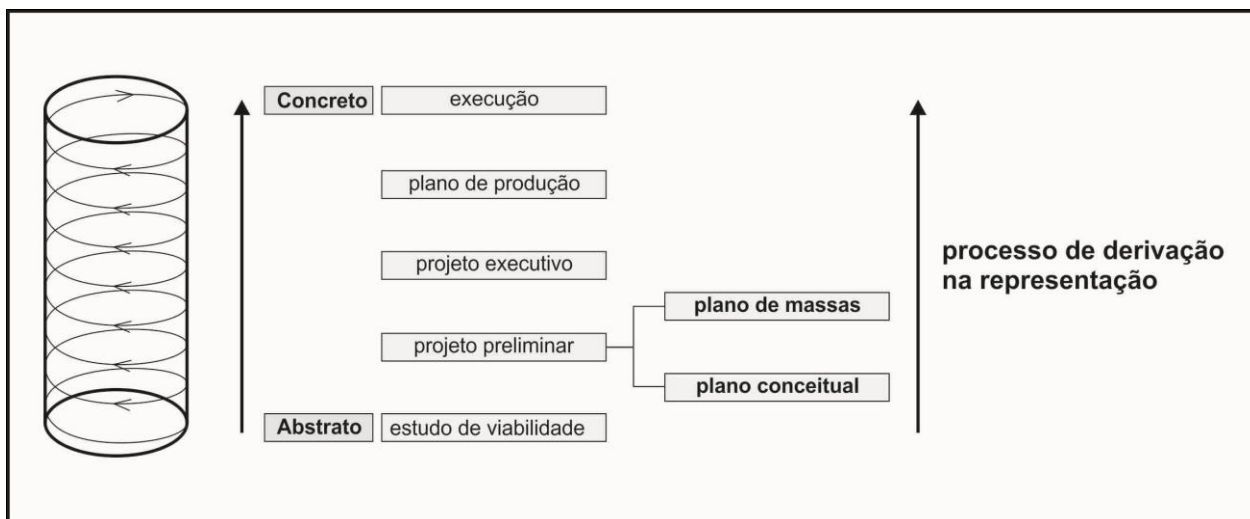 Concreto execução
plano de produção
projeto executivo
plano de massas
projeto preliminar
plano conceitual
Abstrato estudo de viabilidade
processo de derivação
na representação